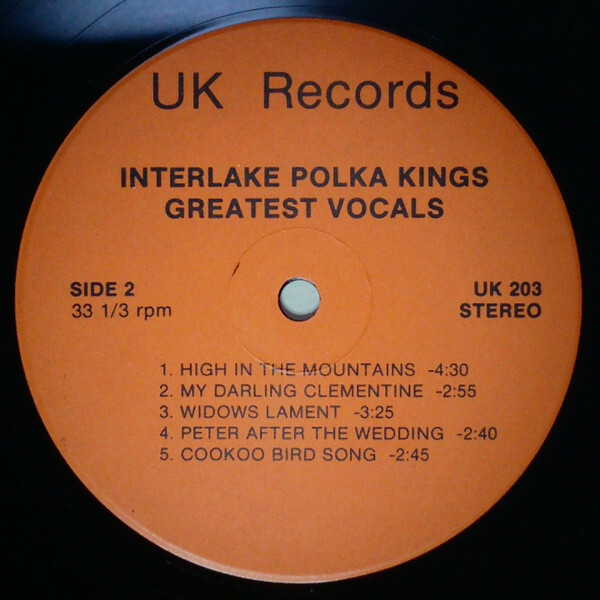 UK Records
INTERLAKE POLKA KINGS
GREATEST VOCALS
SIDE 2
33 1/3 rpm
UK 203
STEREO
1. HIGH IN THE MOUNTAINS -4:30
2. MY DARLING CLEMENTINE -2:55
3. WIDOWS LAMENT -3:25
4. PETER AFTER THE WEDDING -2:40
5. COOKOO BIRD SONG -2:45